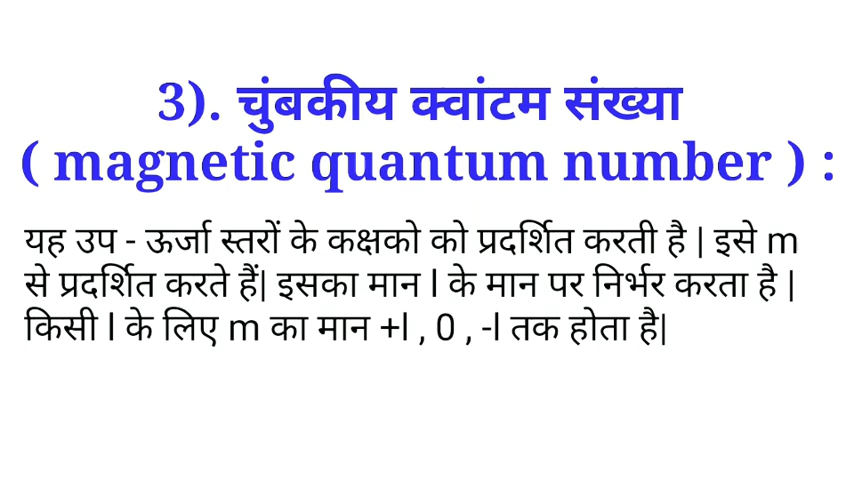 3). चुंबकीय क्वांटम संख्या
( magnetic quantum number ) :
यह उप - ऊर्जा स्तरों के कक्षको को प्रदर्शित करती है | इसे m
से प्रदर्शित करते हैं| इसका मान l के मान पर निर्भर करता है |
किसी l के लिए m का मान +l , 0 , -l तक होता है|